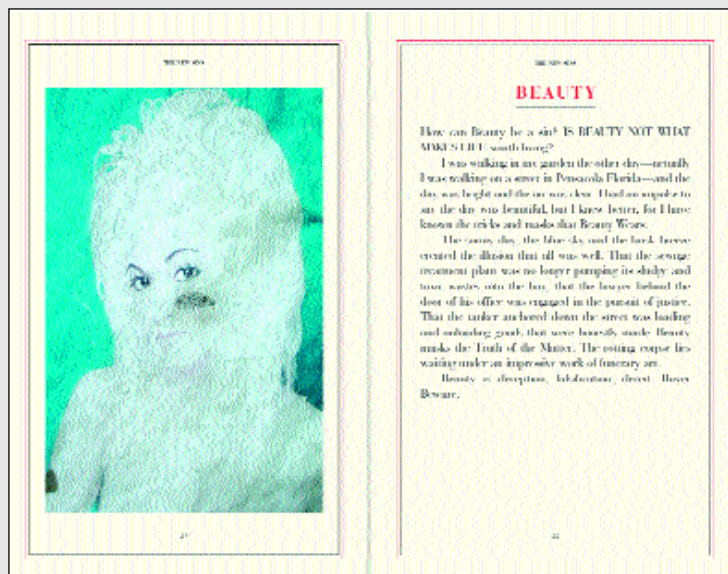 THE NEW SINS
THE NEW SINS
BEAUTY
How can Beauty be a sin? IS BEAUTY NOT WHAT
MAKES LIFE worth living?
I was walking in my garden the other day—actually
I was walking on a street in Pensacola Florida—and the
day was bright and the air was clear. I had an impulse to
say the day was beautiful, but I knew better, for I have
known the tricks and masks that Beauty Wears.
The sunny day, the blue sky and the brisk breeze
created the illusion that all was well. That the sewage
treatment plant was no longer pumping its sludge and
toxic wastes into the bay, that the lawyer behind the
door of his office was engaged in the pursuit of justice.
That the tanker anchored down the street was loading
and unloading goods that were honestly made. Beauty
masks the Truth of the Matter. The rotting corpse lies
waiting under an impressive work of funerary art.
Beauty is deception, falsification, deceit. Buyer
Beware.